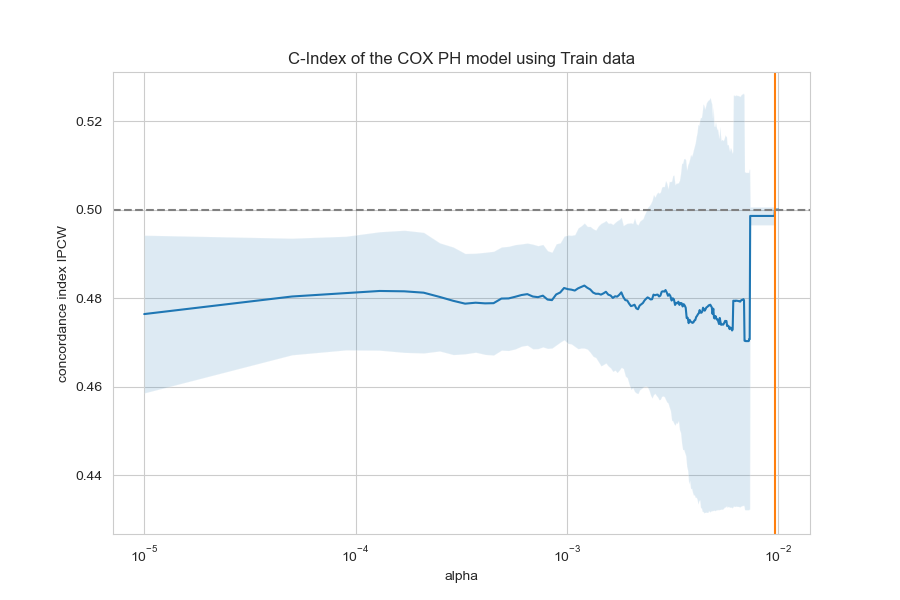 C-Index of the COX PH model using Train data
concordance index IPCW
0.52
0.50
0.48
0.46
0.44
10⁻⁵ 10⁻⁴ 10⁻³ 10⁻²
alpha